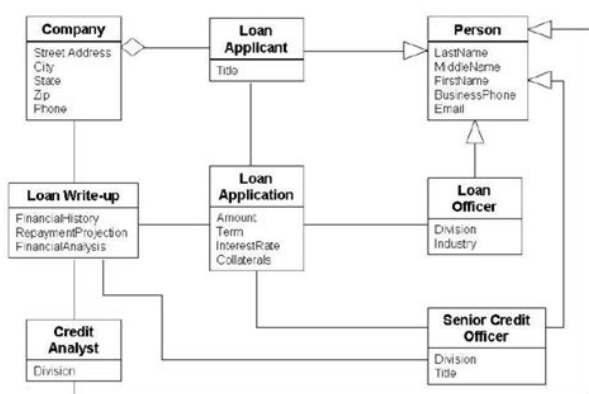 Company
Street Address
City
State
Zip
Phone
Loan
Applicant
Title
Person
LastName
MiddleName
FirstName
BusinessPhone
Email
Loan Write-up
FinancialHistory
RepaymentProjection
FinancialAnalysis
Loan
Application
Amount
Term
InterestRate
Collaterals
Loan
Officer
Division
Industry
Credit
Analyst
Division
Senior Credit
Officer
Division
Title